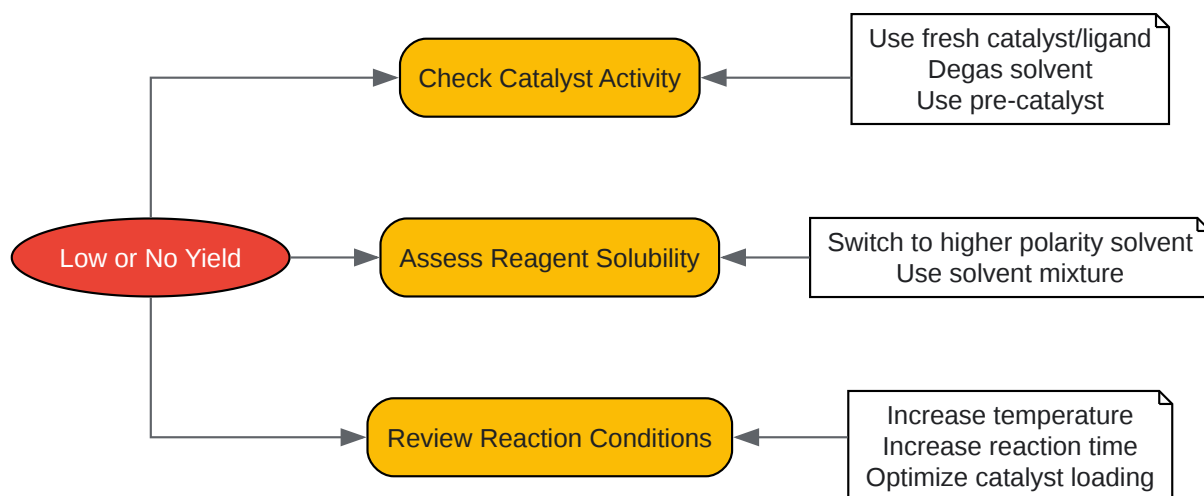 Low or No Yield
Check Catalyst Activity
Use fresh catalyst/ligand
Degas solvent
Use pre-catalyst
Assess Reagent Solubility
Switch to higher polarity solvent
Use solvent mixture
Review Reaction Conditions
Increase temperature
Increase reaction time
Optimize catalyst loading